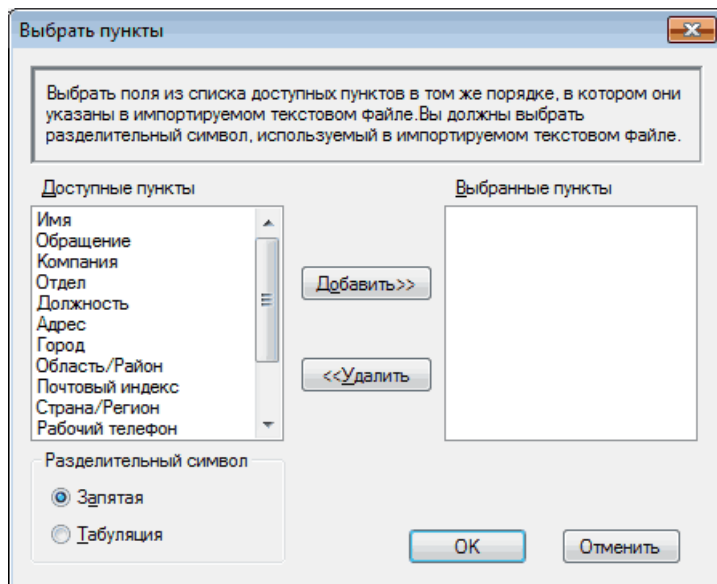 Выбрать пункты
Выбрать поля из списка доступных пунктов в том же порядке, в котором они
указаны в импортируемом текстовом файле.Вы должны выбрать
разделительный символ, используемый в импортируемом текстовом файле.
Доступные пункты
Выбранные пункты
Имя
Обращение
Компания
Отдел
Должность
Адрес
Город
Область/Район
Почтовый индекс
Страна/Регион
Рабочий телефон
Добавить>>
<<Удалить
Разделительный символ
Запятая
Табуляция
OK
Отменить